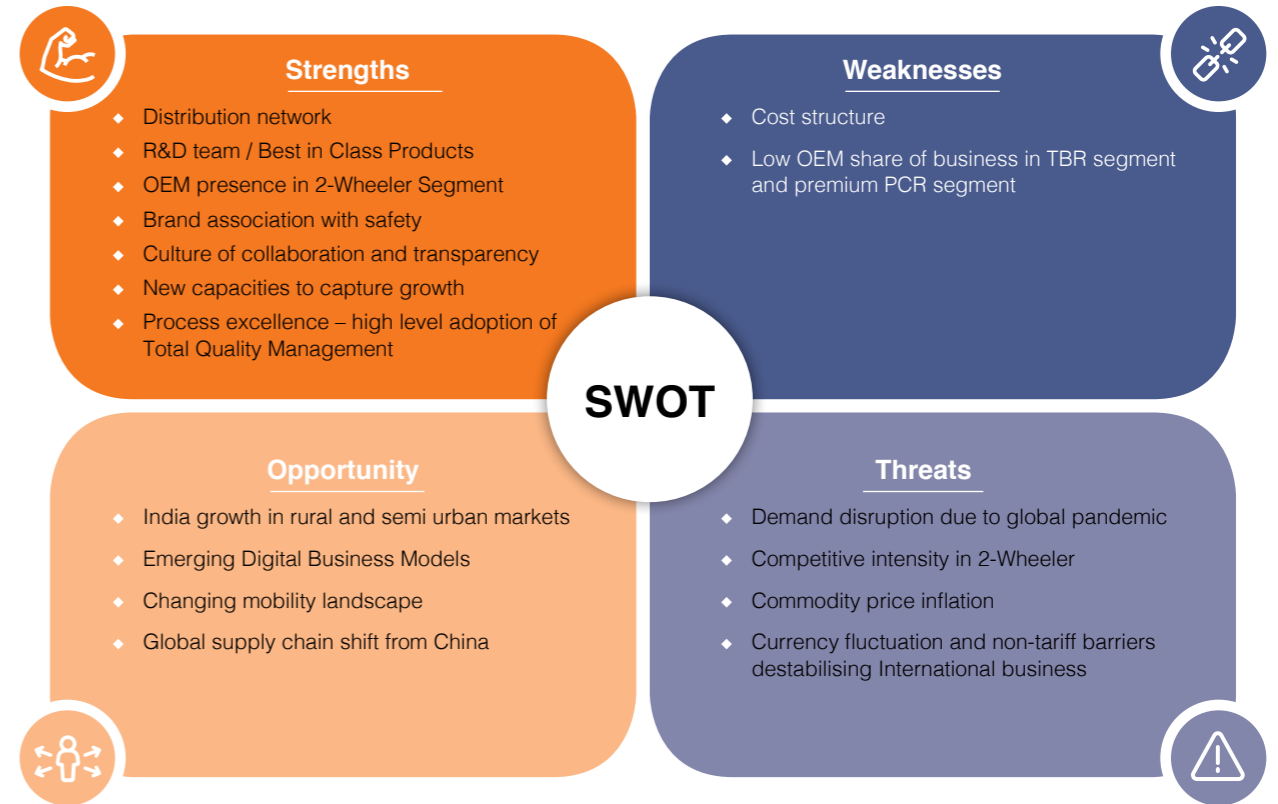 Strengths
Distribution network
R&D team / Best in Class Products
OEM presence in 2-Wheeler Segment
Brand association with safety
Culture of collaboration and transparency
New capacities to capture growth
Process excellence – high level adoption of
Total Quality Management
Weaknesses
Cost structure
Low OEM share of business in TBR segment
and premium PCR segment
SWOT
Opportunity
India growth in rural and semi urban markets
Emerging Digital Business Models
Changing mobility landscape
Global supply chain shift from China
Threats
Demand disruption due to global pandemic
Competitive intensity in 2-Wheeler
Commodity price inflation
Currency fluctuation and non-tariff barriers
destabilising International business